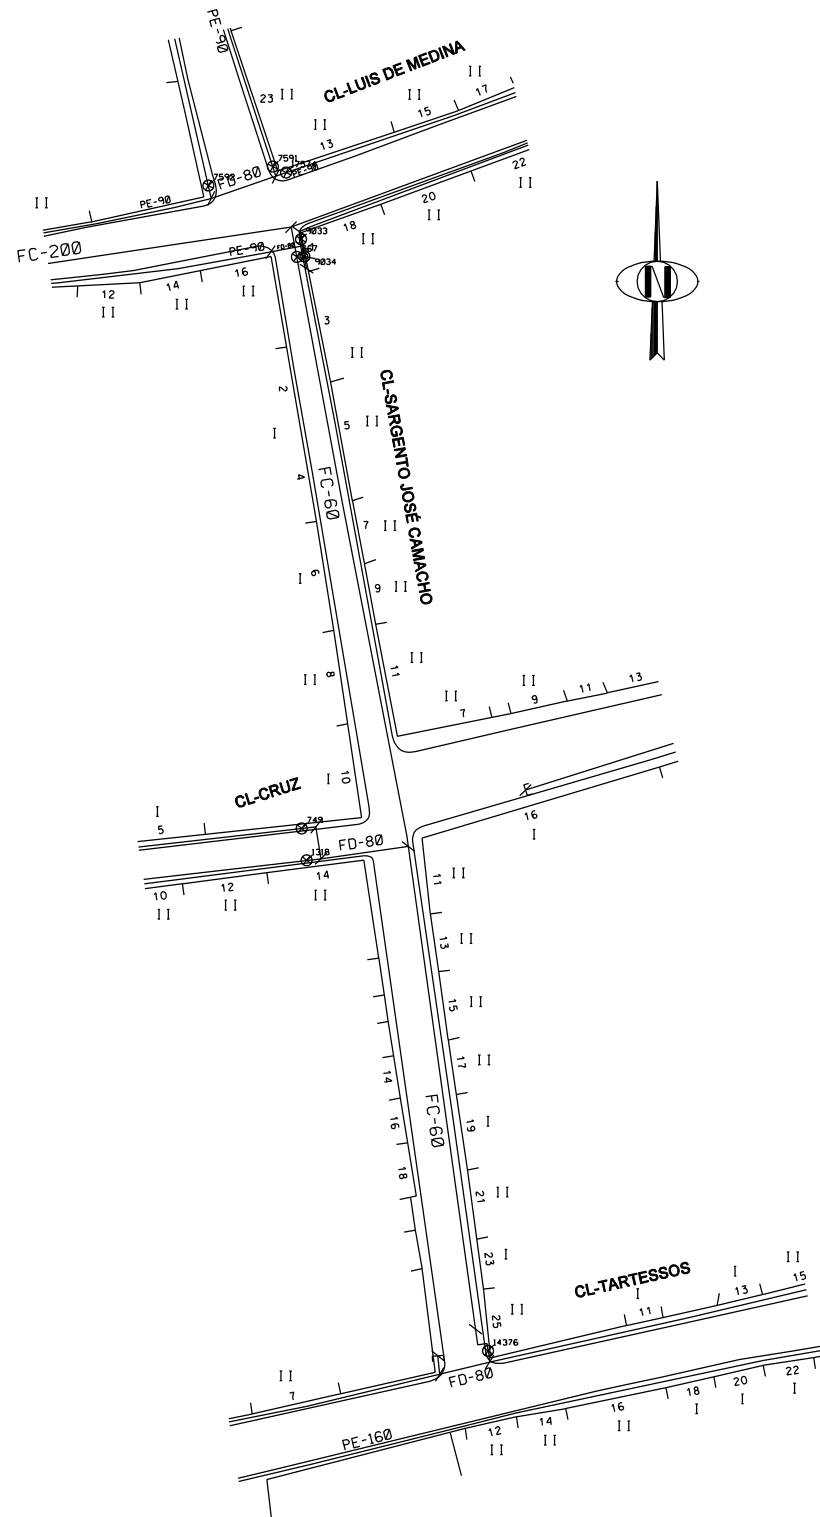 PE-90
CL-LUIS DE MEDINA
II
17
II
15
23
II
II
13
7591
FD-80
PE-90
22
II
II
PE-90
20
II
18
II
9033
FC-200
PE-90
9034
16
II
14
II
12
II
3
II
2
I
CL-SARGENTO JOSÉ CAMACHO
5
II
4
FC-60
7
II
6
I
9
II
8
II
11
II
II
7
II
9
11
13
10
I
CL-CRUZ
I
5
749
16
I
1318
FD-80
14
II
12
II
10
II
11
II
13
II
15
II
17
II
14
FC-60
16
19
I
18
21
II
23
I
25
II
CL-TARTESSOS
I
11
I
13
II
15
14376
FD-80
II
7
PE-160
12
II
14
II
16
II
18
I
20
I
22
I